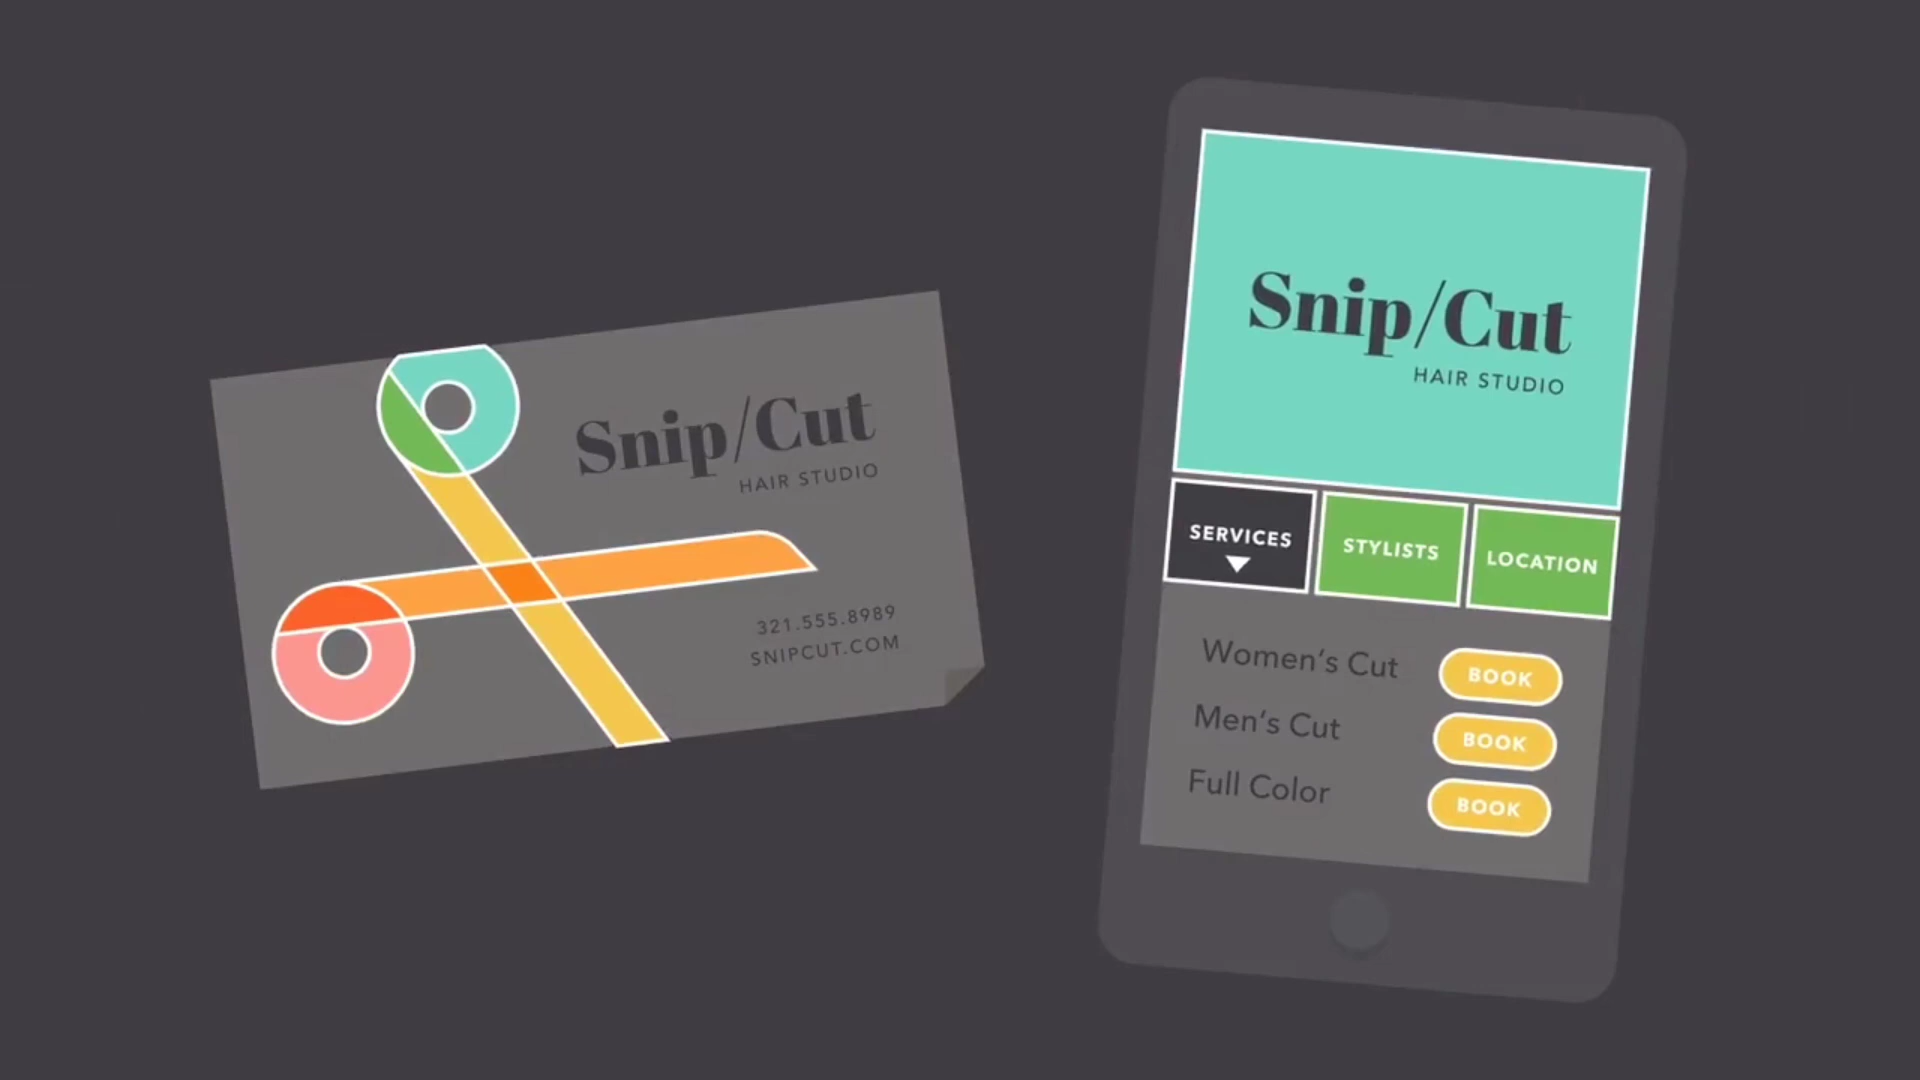 Snip/Cut
HAIR STUDIO
321.555.8989
SNIPCUT.COM
Snip/Cut
HAIR STUDIO
SERVICES
STYLISTS
LOCATION
Women's Cut
BOOK
Men's Cut
BOOK
Full Color
BOOK